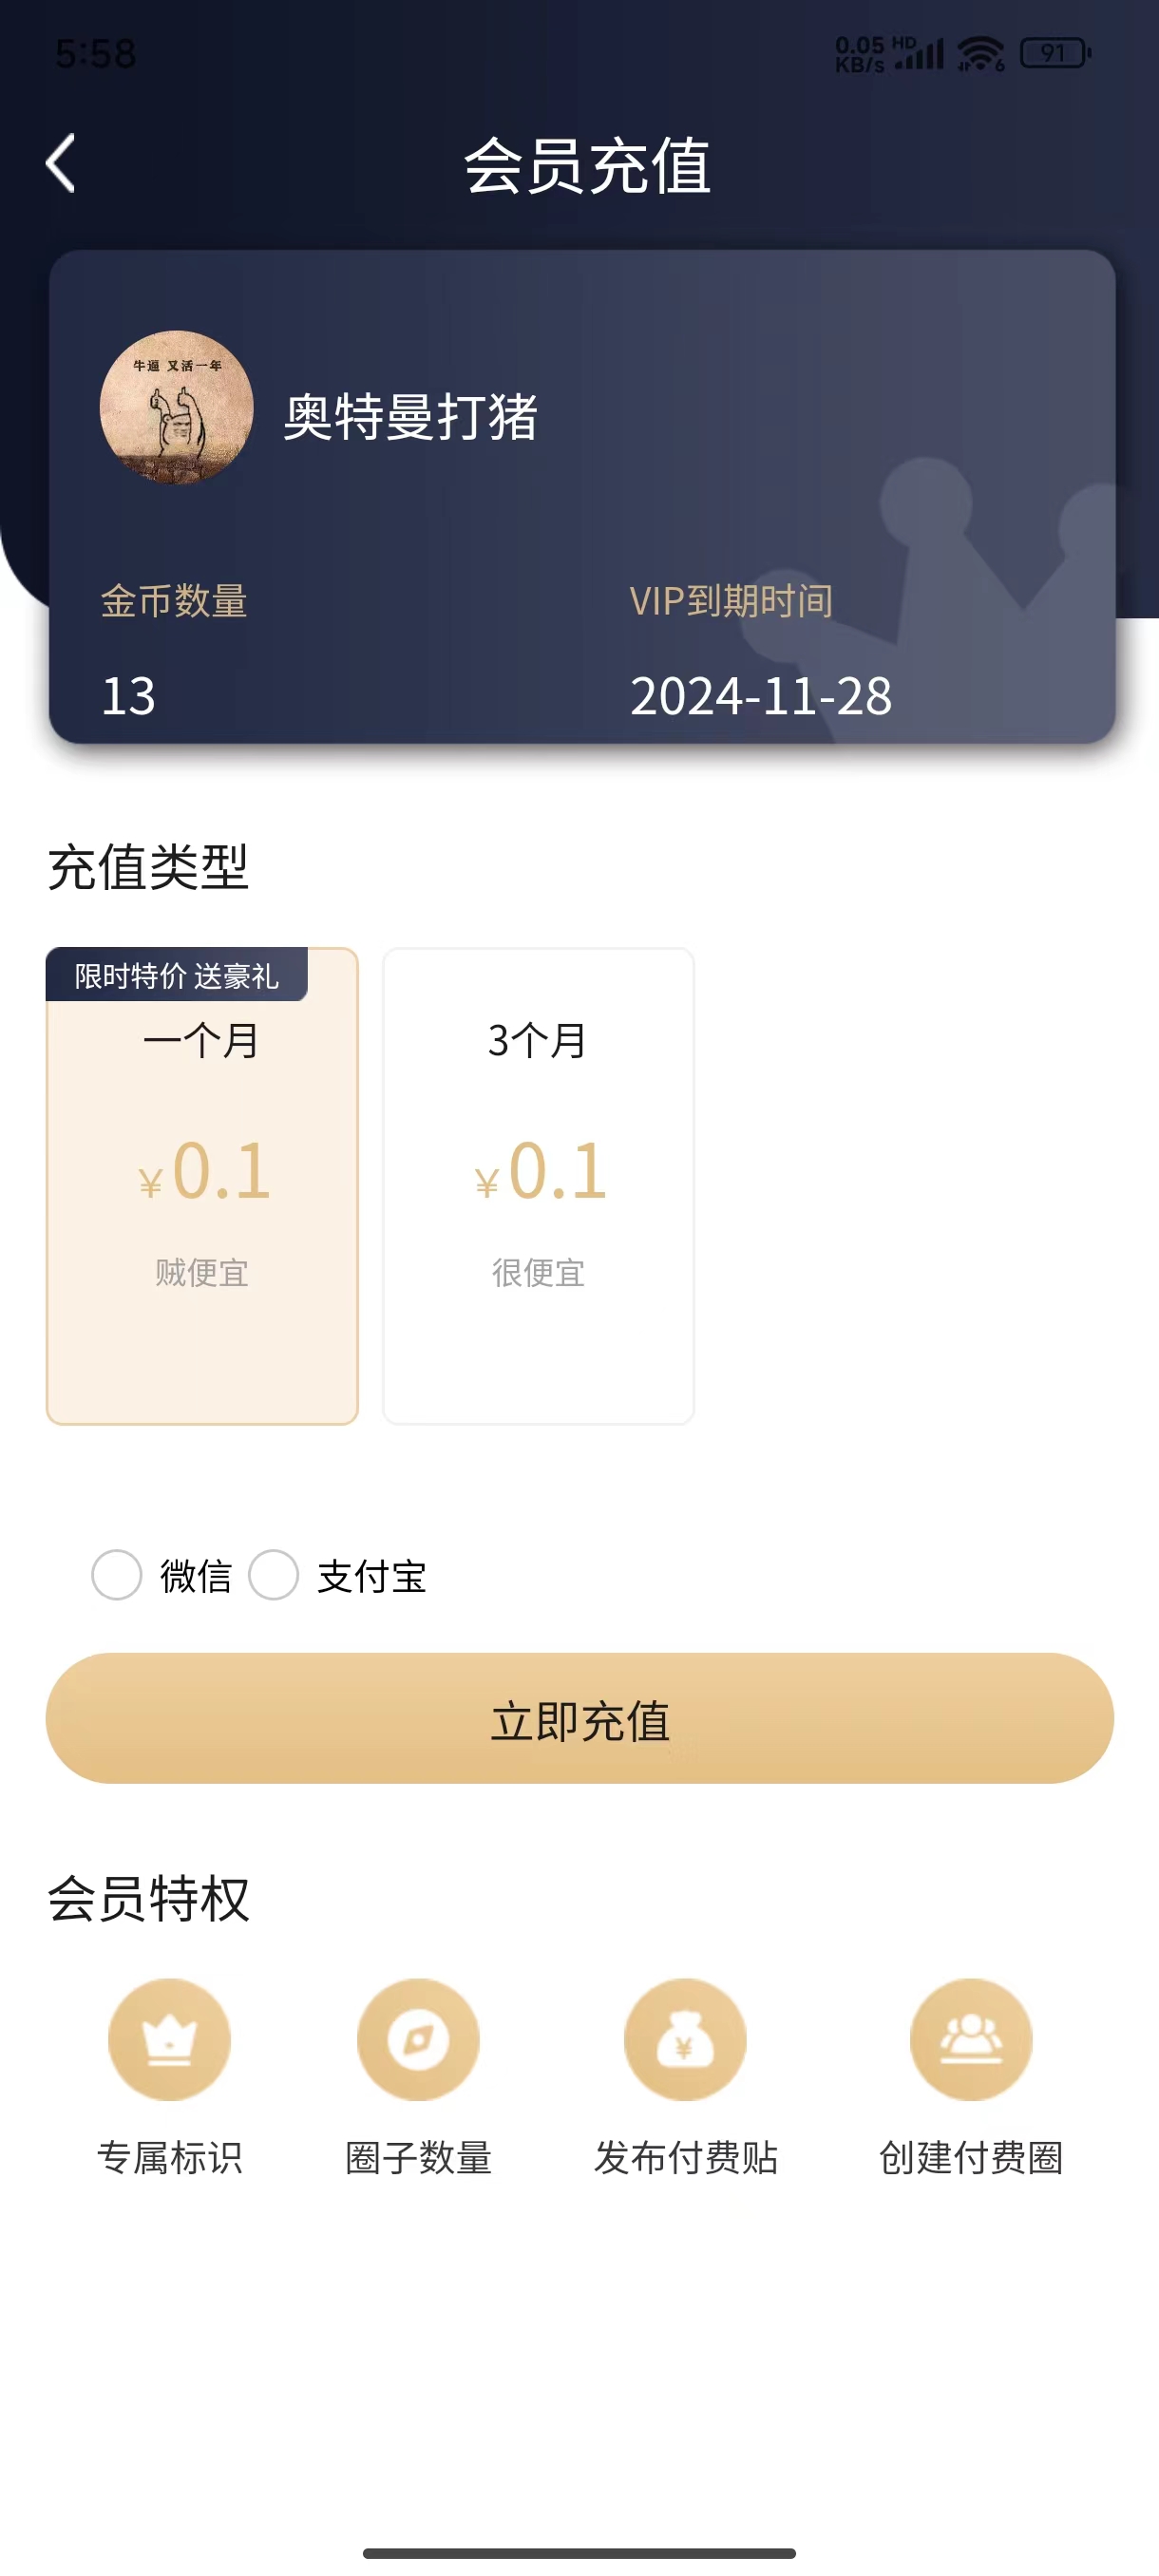 5:58
0.05 KB/s HD 6 91
会员充值
牛逼 又活一年
奥特曼打猪
金币数量
VIP到期时间
13
2024-11-28
充值类型
限时特价 送豪礼
一个月
3个月
¥0.1
¥0.1
贼便宜
很便宜
微信
支付宝
立即充值
会员特权
¥
专属标识
圈子数量
发布付费贴
创建付费圈